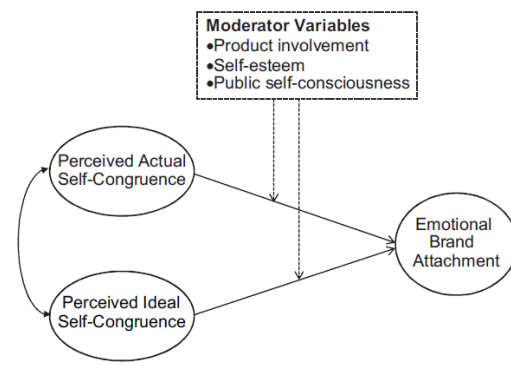 Moderator Variables
•Product involvement
•Self-esteem
•Public self-consciousness
Perceived Actual
Self-Congruence
Emotional
Brand
Attachment
Perceived Ideal
Self-Congruence